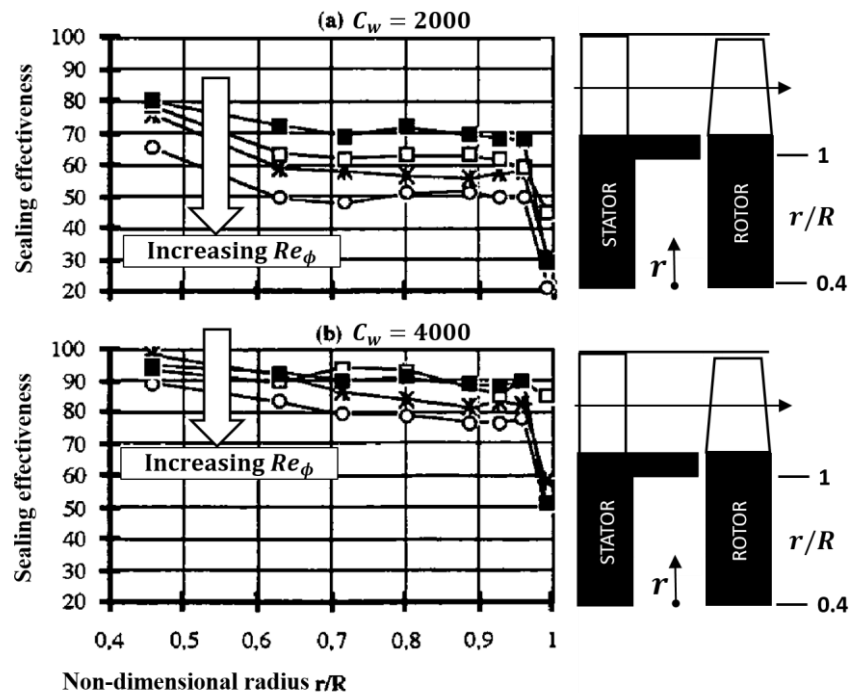 (a) C_w = 2000
Sealing effectiveness
100
90
80
70
60
50
40
30
20
Increasing Re_ϕ
STATOR
ROTOR
1
r/R
r
0.4
(b) C_w = 4000
Sealing effectiveness
100
90
80
70
60
50
40
30
20
Increasing Re_ϕ
0,4 0,5 0,6 0,7 0,8 0,9 1
Non-dimensional radius r/R
STATOR
ROTOR
1
r/R
r
0.4